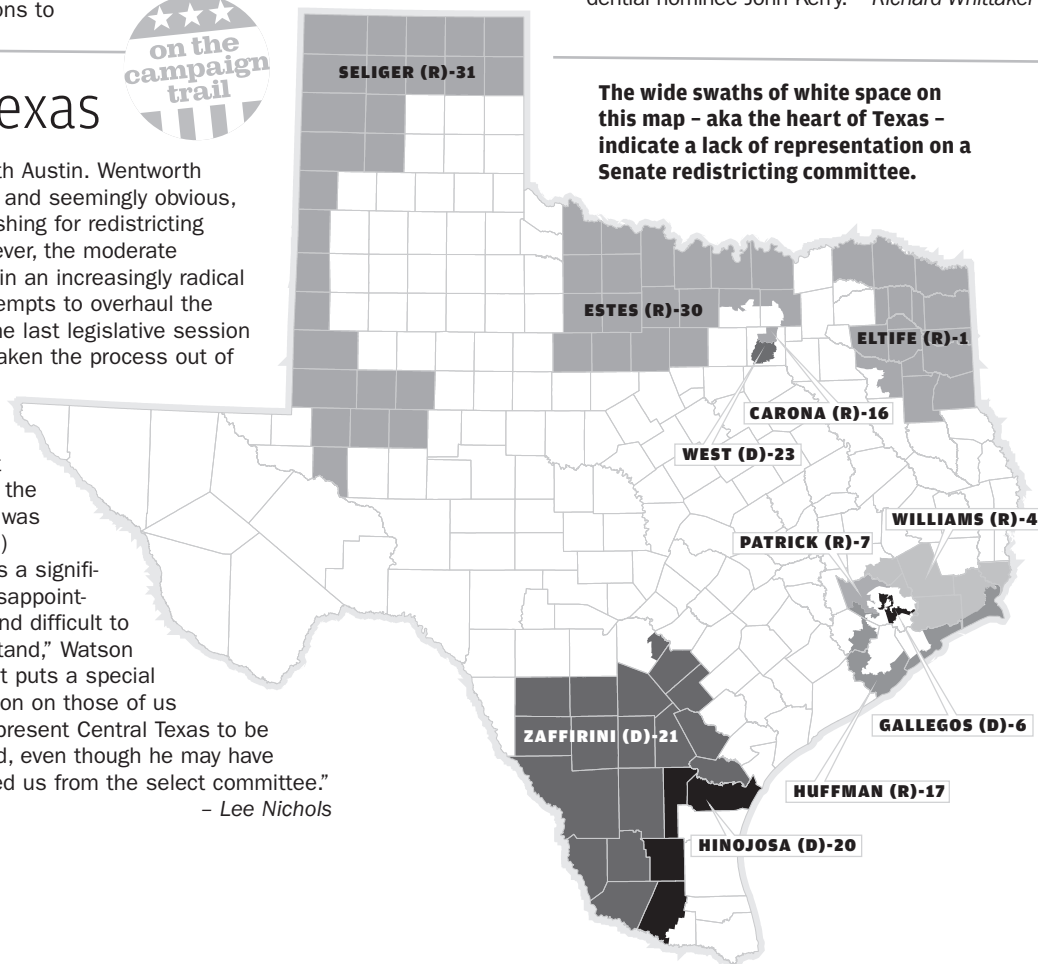 ons to
dential nominee John Kerry.
Richard Whittaker
on the
campaign
trail
exas
th Austin. Wentworth
and seemingly obvious,
shing for redistricting
ever, the moderate
in an increasingly radical
empts to overhaul the
he last legislative session
aken the process out of
the
was
)
s a signifi-
sappoint-
nd difficult to
tand,” Watson
t puts a special
on on those of us
present Central Texas to be
d, even though he may have
ed us from the select committee.”
– Lee Nichols
The wide swaths of white space on
this map – aka the heart of Texas –
indicate a lack of representation on a
Senate redistricting committee.
SELIGER (R)-31
ESTES (R)-30
ELTIFE (R)-1
CARONA (R)-16
WEST (D)-23
WILLIAMS (R)-4
PATRICK (R)-7
GALLEGOS (D)-6
ZAFFIRINI (D)-21
HUFFMAN (R)-17
HINOJOSA (D)-20